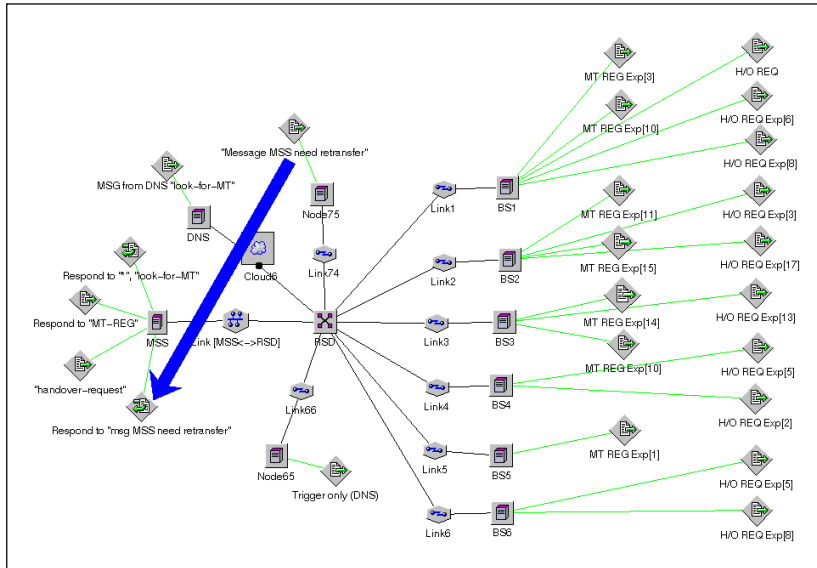 MT REG Exp[3]
H/O REQ
MT REG Exp[10]
H/O REQ Exp[6]
"Message MSS need retransfer"
H/O REQ Exp[8]
MSG from DNS "look-for-MT"
Node75
Link1
BS1
MT REG Exp[11]
H/O REQ Exp[3]
DNS
Cloud6
Link74
Respond to "*", "look-for-MT"
Link2
BS2
MT REG Exp[15]
H/O REQ Exp[17]
Respond to "MT-REG"
MSS
Link [MSS<->RSD]
RSD
Link3
BS3
MT REG Exp[14]
H/O REQ Exp[13]
"handover-request"
MT REG Exp[10]
H/O REQ Exp[5]
Link66
Link4
BS4
Respond to "msg MSS need retransfer"
H/O REQ Exp[2]
Node65
Link5
BS5
MT REG Exp[1]
Trigger only (DNS)
H/O REQ Exp[5]
Link6
BS6
H/O REQ Exp[8]